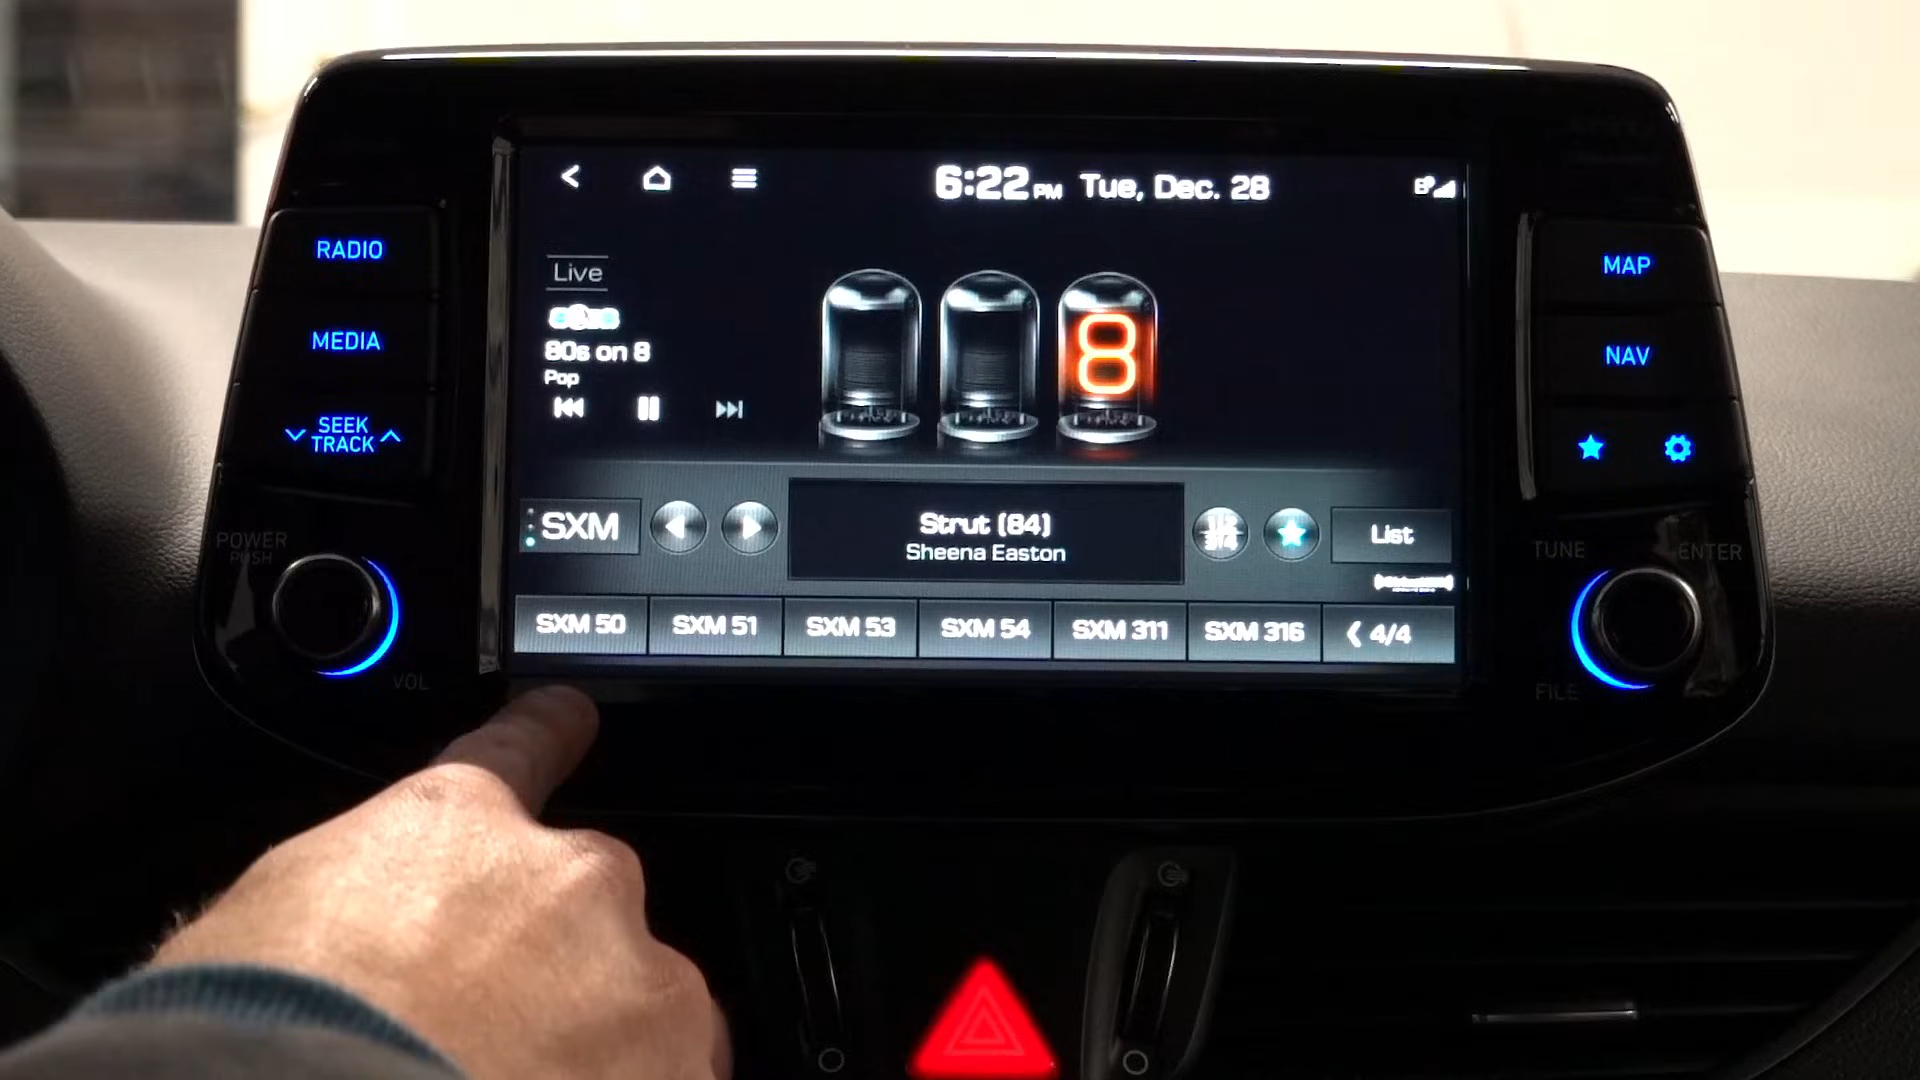 6:22 PM Tue, Dec. 28
RADIO
MEDIA
SEEK
TRACK
POWER
PUSH
VOL
Live
80s on 8
Pop
8
SXM
Strut (84)
Sheena Easton
List
SXM 50
SXM 51
SXM 53
SXM 54
SXM 311
SXM 316
4/4
MAP
NAV
TUNE
ENTER
FILE